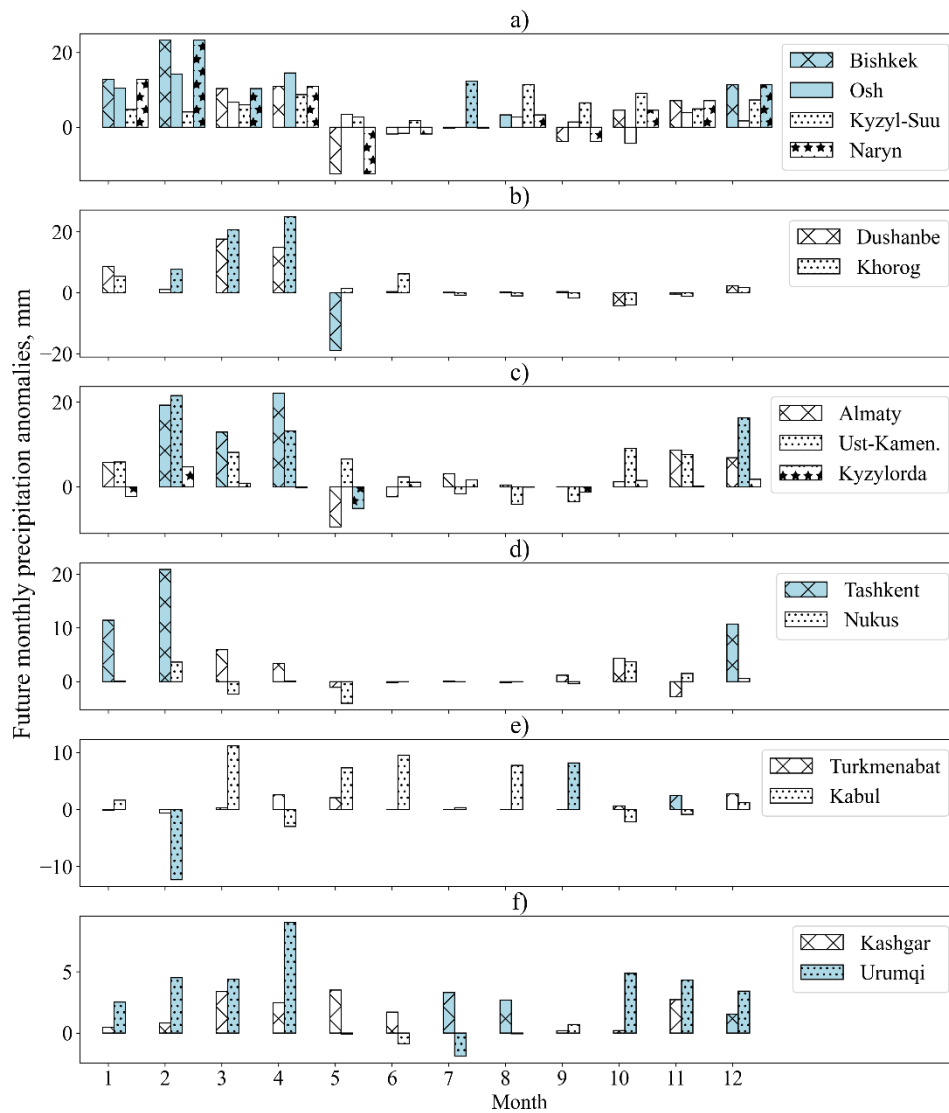 a)
20
0
Bishkek
Osh
Kyzyl-Suu
Naryn
b)
20
0
−20
Dushanbe
Khorog
c)
20
0
Almaty
Ust-Kamen.
Kyzylorda
d)
20
10
0
Tashkent
Nukus
e)
10
0
−10
Turkmenabat
Kabul
f)
5
0
Kashgar
Urumqi
1 2 3 4 5 6 7 8 9 10 11 12
Month
Future monthly precipitation anomalies, mm